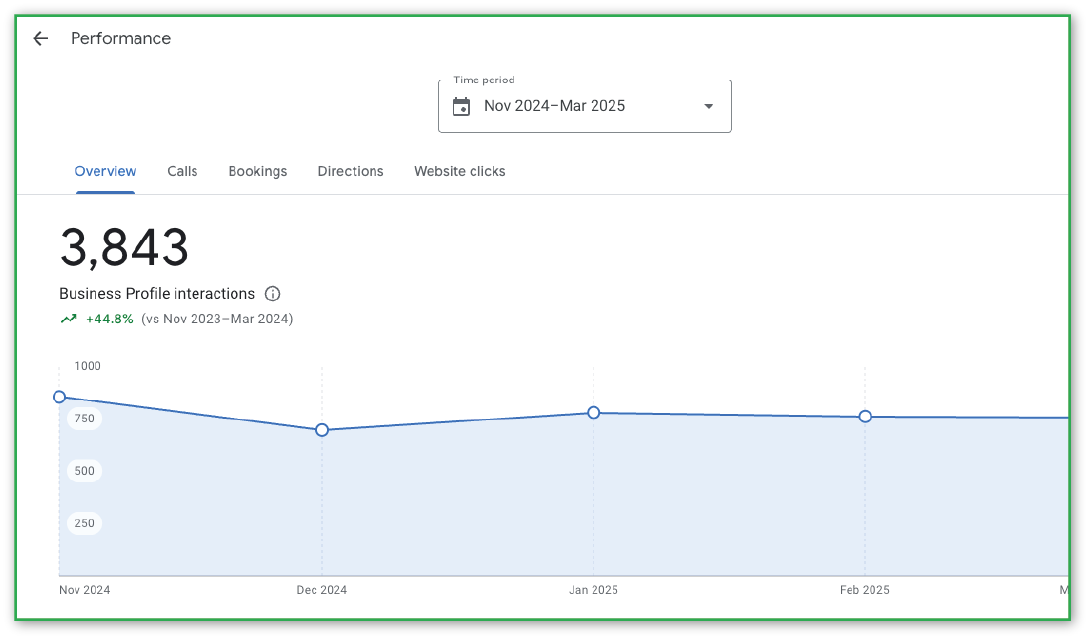 Performance
Time period
Nov 2024–Mar 2025
Overview Calls Bookings Directions Website clicks
3,843
Business Profile interactions
+44.8% (vs Nov 2023–Mar 2024)
1000
750
500
250
Nov 2024 Dec 2024 Jan 2025 Feb 2025